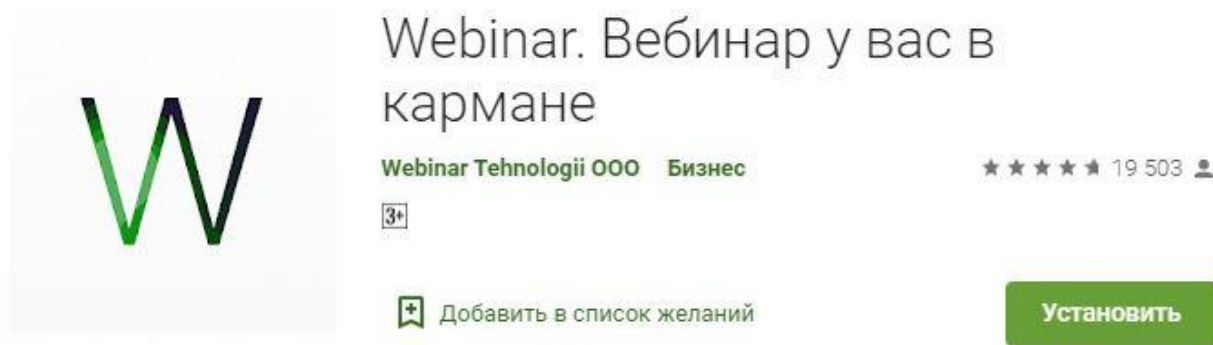 W
Webinar. Вебинар у вас в
кармане
Webinar Tehnologii OOO Бизнес
19 503
3+
Добавить в список желаний
Установить